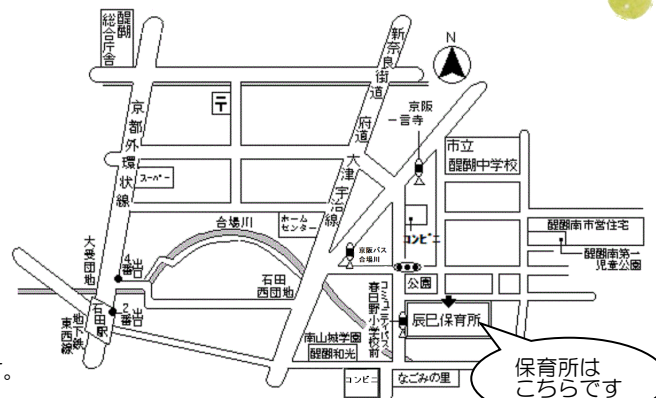 醍醐
総合庁舎
新奈良街道
N
京阪
一言寺
〒
京都外環状線
府道
大津宇治線
市立
醍醐中学校
スーパー
合場川
ホーム
センター
コンビニ
醍醐南市営住宅
醍醐南第一
児童公園
京阪バス
合場川
大受団地
4番出口
石田
西団地
公園
コミュニティバス
春日野小学校前
辰巳保育所
2番出口
石田駅
地下鉄
東西線
南山城学園
醍醐和光
コンビニ
なごみの里
保育所は
こちらです
。